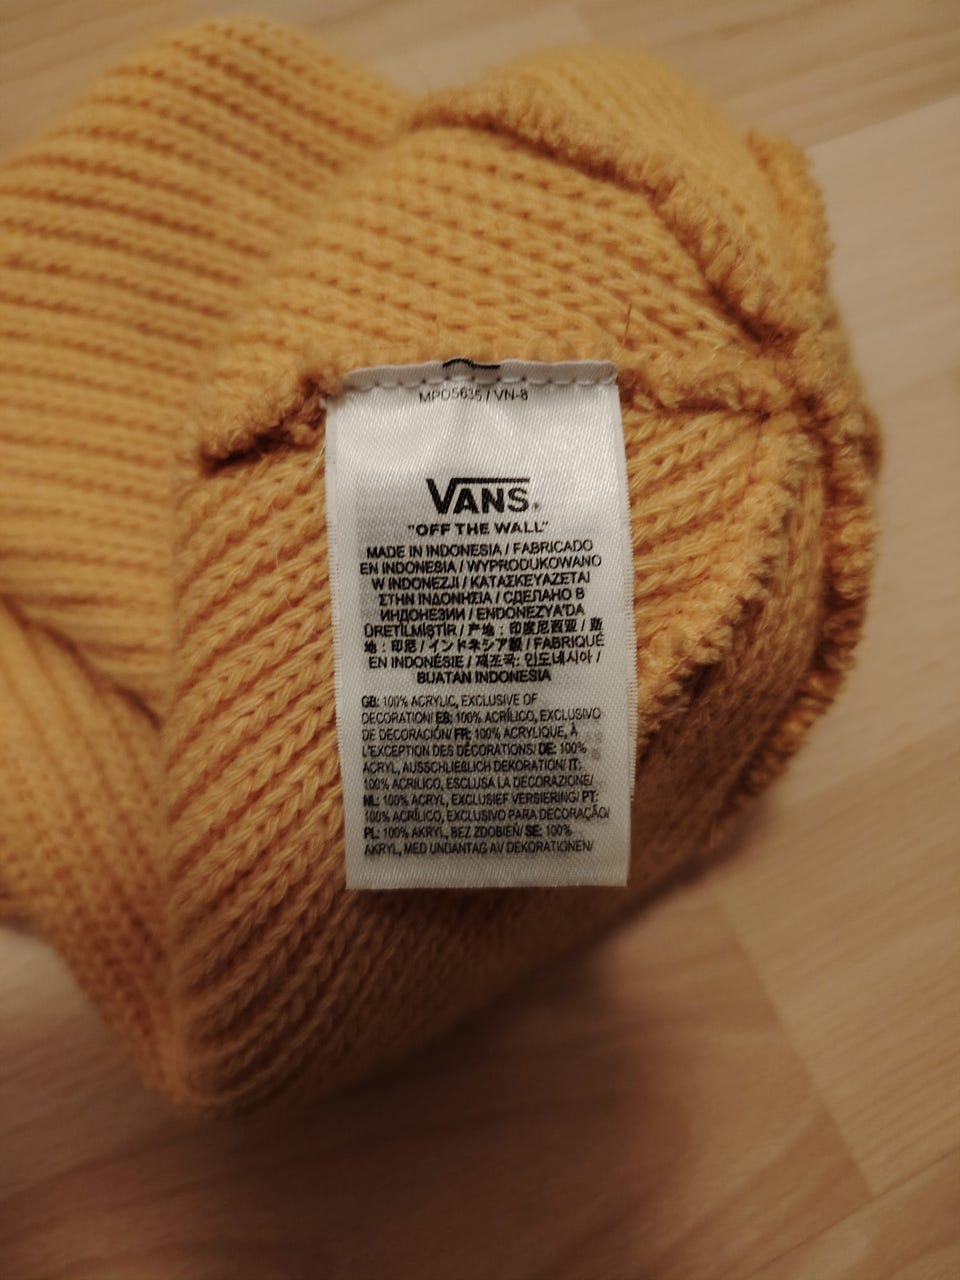 MP05635 / VN-8
VANS.
"OFF THE WALL"
MADE IN INDONESIA / FABRICADO
EN INDONESIA / WYPRODUKOWANO
W INDONEZJI / ΚΑΤΑΣΚΕΥΑΖΕΤΑΙ
ΣΤΗΝ ΙΝΔΟΝΗΣΙΑ / СДЕЛАНО В
ИНДОНЕЗИИ / ENDONEZYA'DA
ÜRETİLMİŞTİR / 产地：印度尼西亚 / 產
地：印尼 / インドネシア製 / FABRIQUÉ
EN INDONÉSIE / 제조국: 인도네시아 /
BUATAN INDONESIA
GB: 100% ACRYLIC, EXCLUSIVE OF
DECORATION/ ES: 100% ACRÍLICO, EXCLUSIVO
DE DECORACIÓN/ FR: 100% ACRYLIQUE, À
L'EXCEPTION DES DÉCORATIONS/ DE: 100%
ACRYL, AUSSCHLIEßLICH DEKORATION/ IT:
100% ACRILICO, ESCLUSA LA DECORAZIONE/
NL: 100% ACRYL, EXCLUSIEF VERSIERING/ PT:
100% ACRÍLICO, EXCLUSIVO PARA DECORAÇÃO/
PL: 100% AKRYL, BEZ ZDOBIEŃ/ SE: 100%
AKRYL, MED UNDANTAG AV DEKORATIONEN/